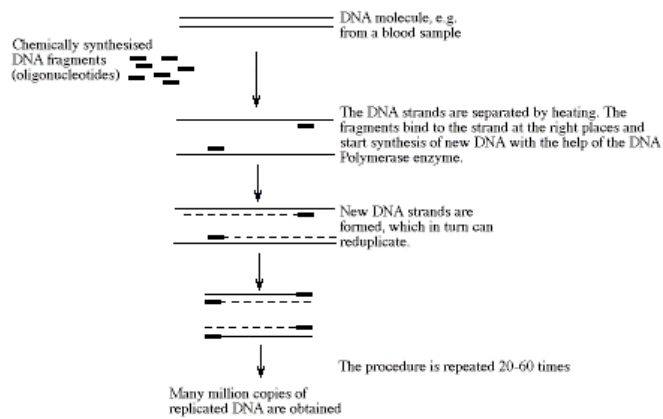 DNA molecule, e.g.
from a blood sample
Chemically synthesised
DNA fragments
(oligonucleotides)
The DNA strands are separated by heating. The
fragments bind to the strand at the right places and
start synthesis of new DNA with the help of the DNA
Polymerase enzyme.
New DNA strands are
formed, which in turn can
reduplicate.
The procedure is repeated 20-60 times
Many million copies of
replicated DNA are obtained